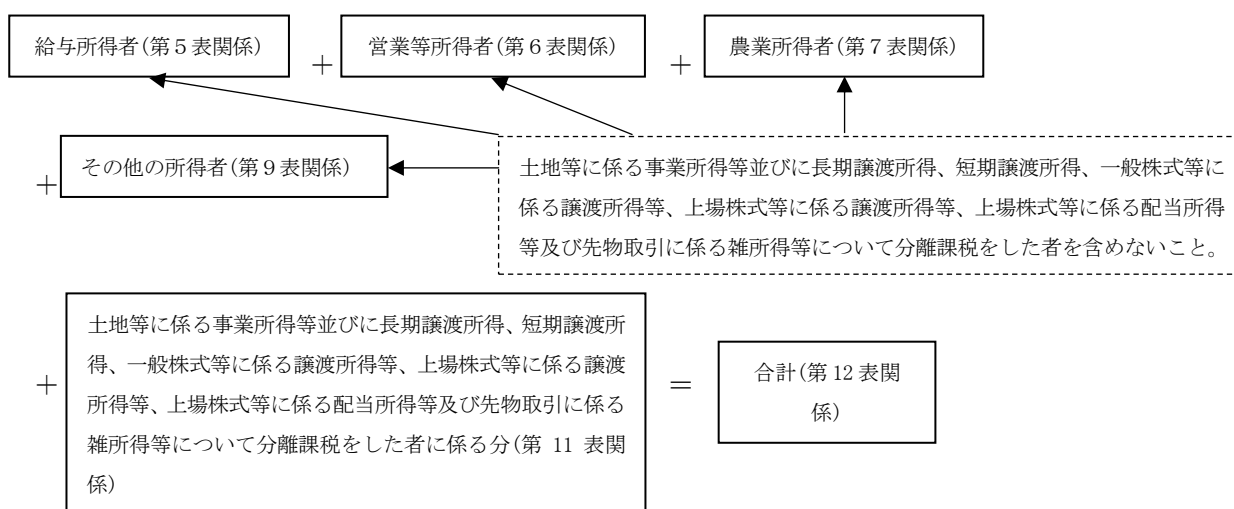 給与所得者(第5表関係)
+
営業等所得者(第6表関係)
+
農業所得者(第7表関係)
+
その他の所得者(第9表関係)
土地等に係る事業所得等並びに長期譲渡所得、短期譲渡所得、一般株式等に
係る譲渡所得等、上場株式等に係る譲渡所得等、上場株式等に係る配当所得
等及び先物取引に係る雑所得等について分離課税をした者を含めないこと。
+
土地等に係る事業所得等並びに長期譲渡所得、短期譲渡所
得、一般株式等に係る譲渡所得等、上場株式等に係る譲渡
所得等、上場株式等に係る配当所得等及び先物取引に係る
雑所得等について分離課税をした者に係る分(第 11 表関
係)
=
合計(第 12 表関
係)